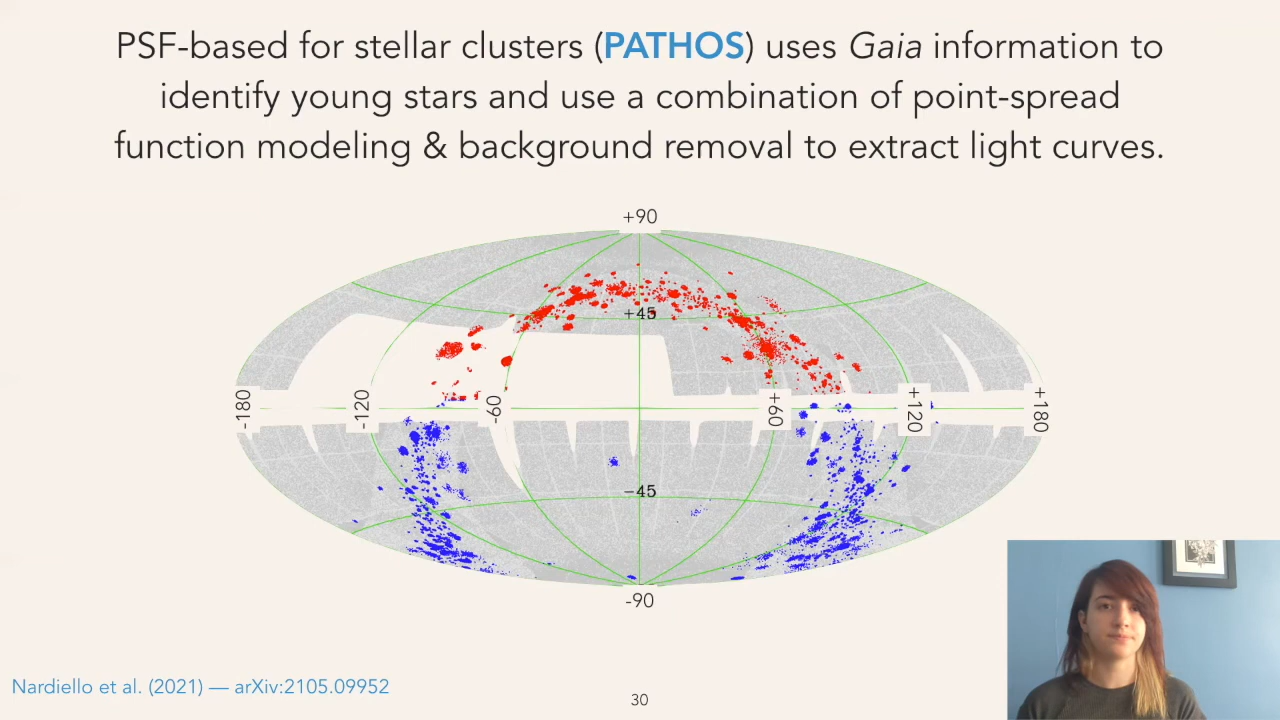 PSF-based for stellar clusters (PATHOS) uses Gaia information to
identify young stars and use a combination of point-spread
function modeling & background removal to extract light curves.
+90
+45
-180
-120
-60
+60
+120
+180
−45
-90
Nardiello et al. (2021) — arXiv:2105.09952
30